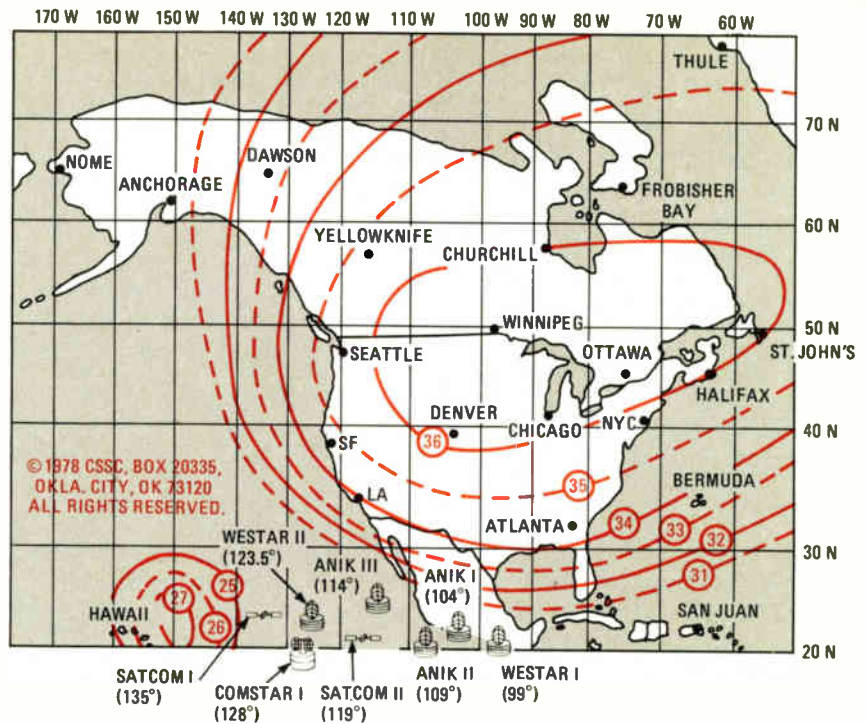 170 W 160 W 150 W 140 W 130 W 120 W 110 W 100 W 90 W 80 W 70 W 60 W
THULE
70 N
NOME
DAWSON
ANCHORAGE
FROBISHER
BAY
60 N
YELLOWKNIFE
CHURCHILL
WINNIPEG
50 N
SEATTLE
OTTAWA
ST. JOHN'S
HALIFAX
DENVER
CHICAGO
NYC
36
40 N
SF
© 1978 CSSC, BOX 20335,
OKLA. CITY, OK 73120
ALL RIGHTS RESERVED.
35
BERMUDA
LA
ATLANTA
34
33
32
31
30 N
WESTAR II
(123.5°)
ANIK III
(114°)
ANIK I
(104°)
25
27
26
HAWAII
SAN JUAN
20 N
SATCOM I
(135°)
COMSTAR I
(128°)
SATCOM II
(119°)
ANIK II
(109°)
WESTAR I
(99°)